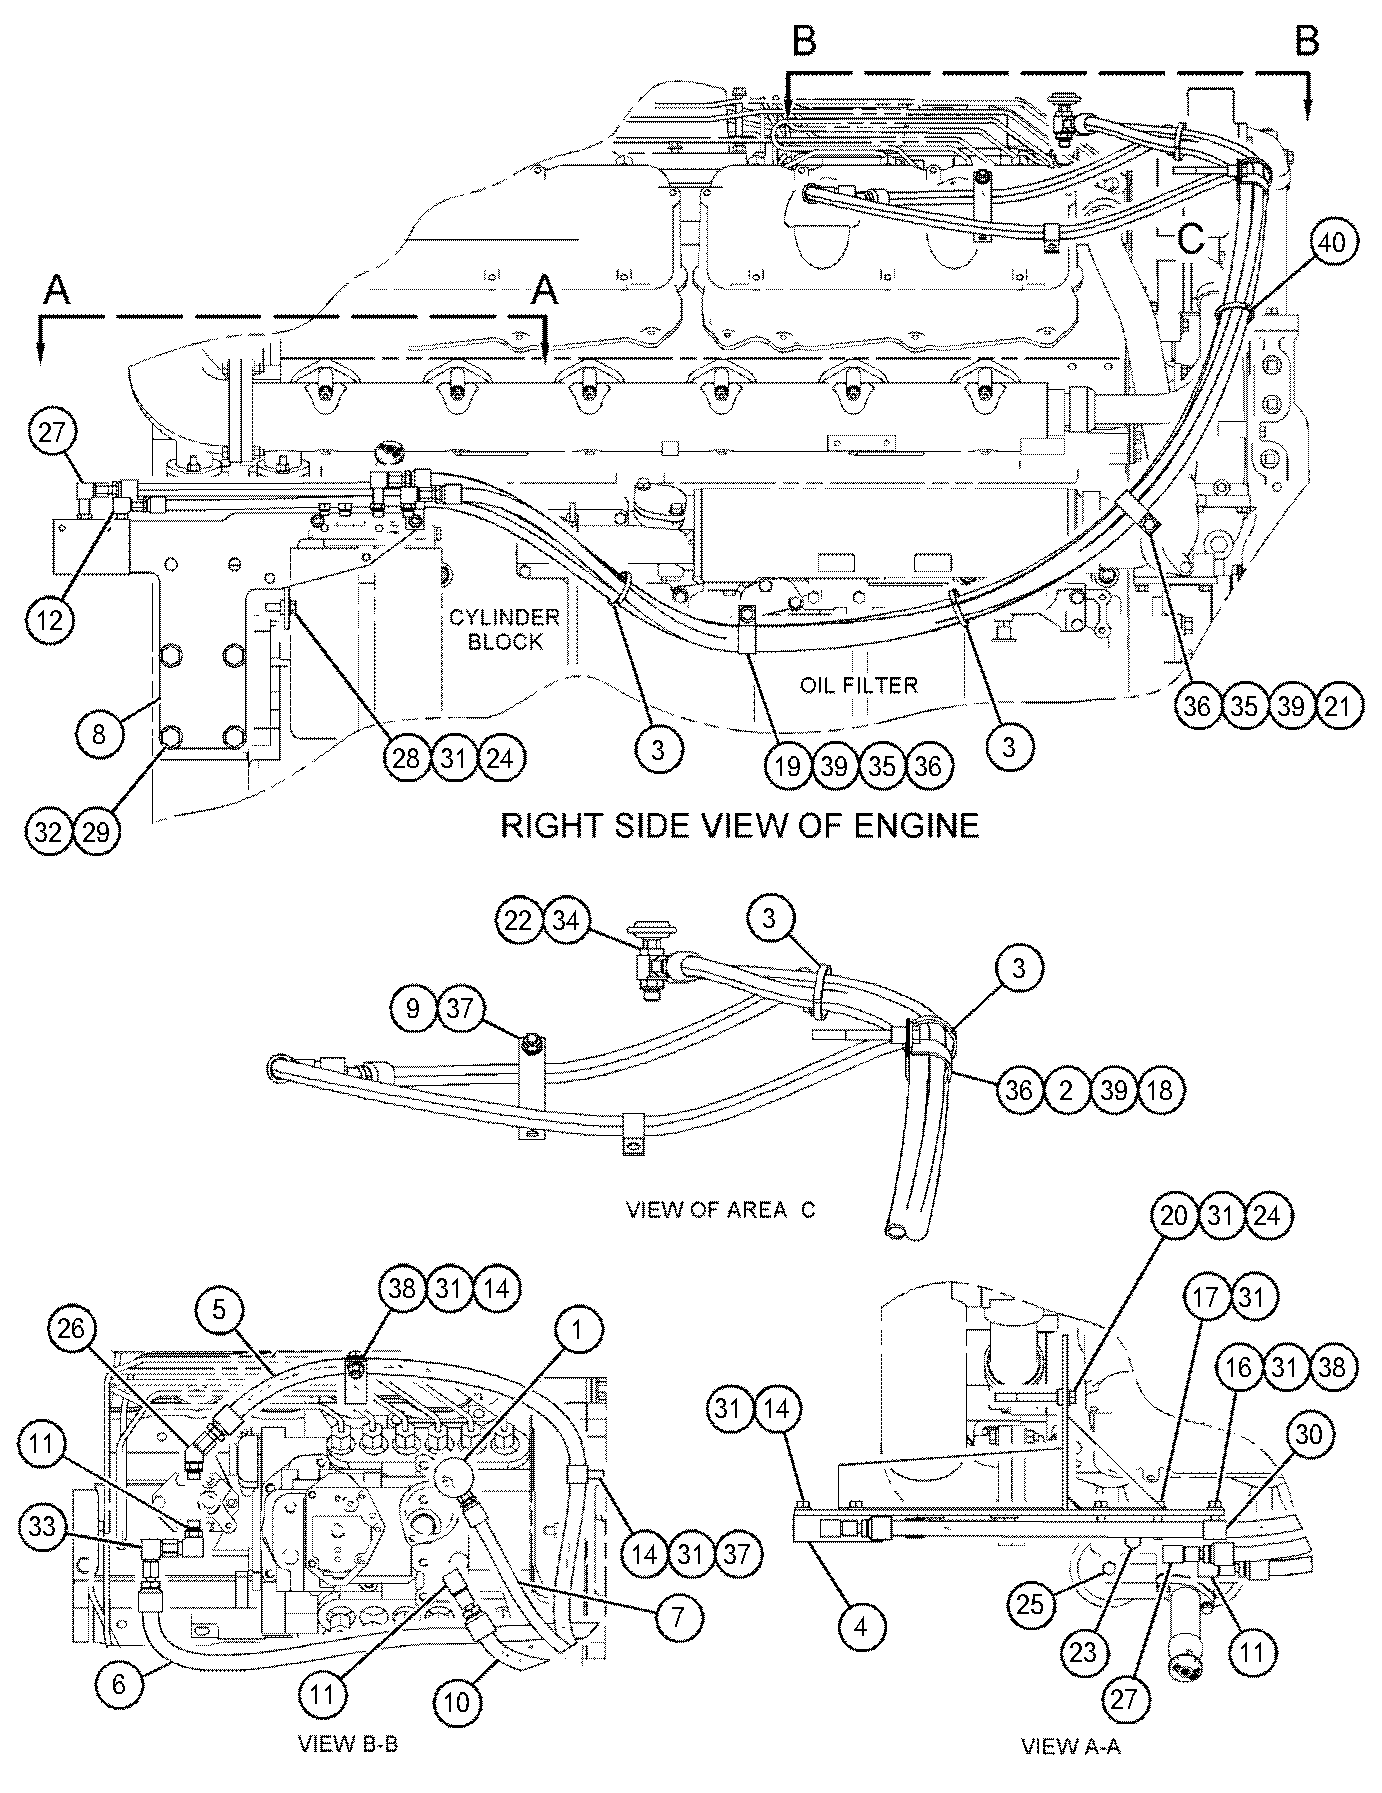 B B
C
40
A A
27
12
CYLINDER
BLOCK
OIL FILTER
8
36 35 39 21
3
3
28 31 24
19 39 35 36
32 29
RIGHT SIDE VIEW OF ENGINE
22 34
3
3
9 37
36 2 39 18
VIEW OF AREA C
20 31 24
38 31 14
17 31
5
1
26
16 31 38
31 14
30
11
33
14 31 37
25
7
4
23
11
6
11
10
27
VIEW B-B
VIEW A-A